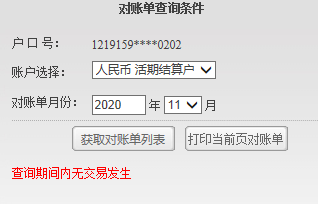 对账单查询条件
户 口 号： 1219159****0202
账户选择： 人民币 活期结算户
对账单月份： 2020 年 11 月
获取对账单列表 打印当前页对账单
查询期间内无交易发生